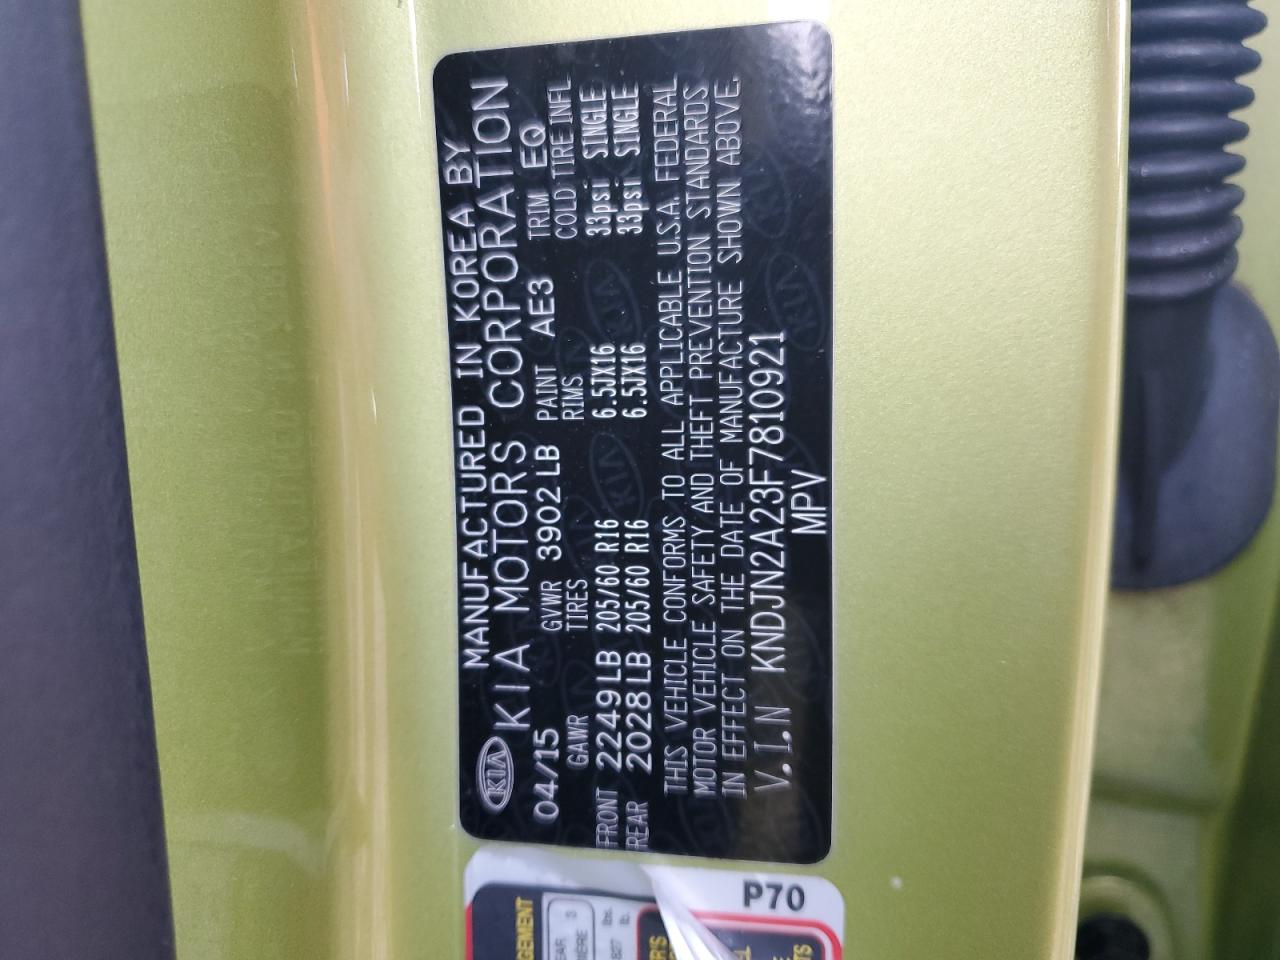 KIA
MANUFACTURED IN KOREA BY
KIA MOTORS CORPORATION
04/15 GVWR 3902 LB PAINT AE3 TRIM EQ
GAWR TIRES RIMS COLD TIRE INFL
FRONT 2249LB 205/60 R16 6.5JX16 33psi SINGLE
REAR 2028LB 205/60 R16 6.5JX16 33psi SINGLE
THIS VEHICLE CONFORMS TO ALL APPLICABLE U.S.A. FEDERAL
MOTOR VEHICLE SAFETY AND THEFT PREVENTION STANDARDS
IN EFFECT ON THE DATE OF MANUFACTURE SHOWN ABOVE.
V.I.N KNDJN2A23F7810921
MPV
P70